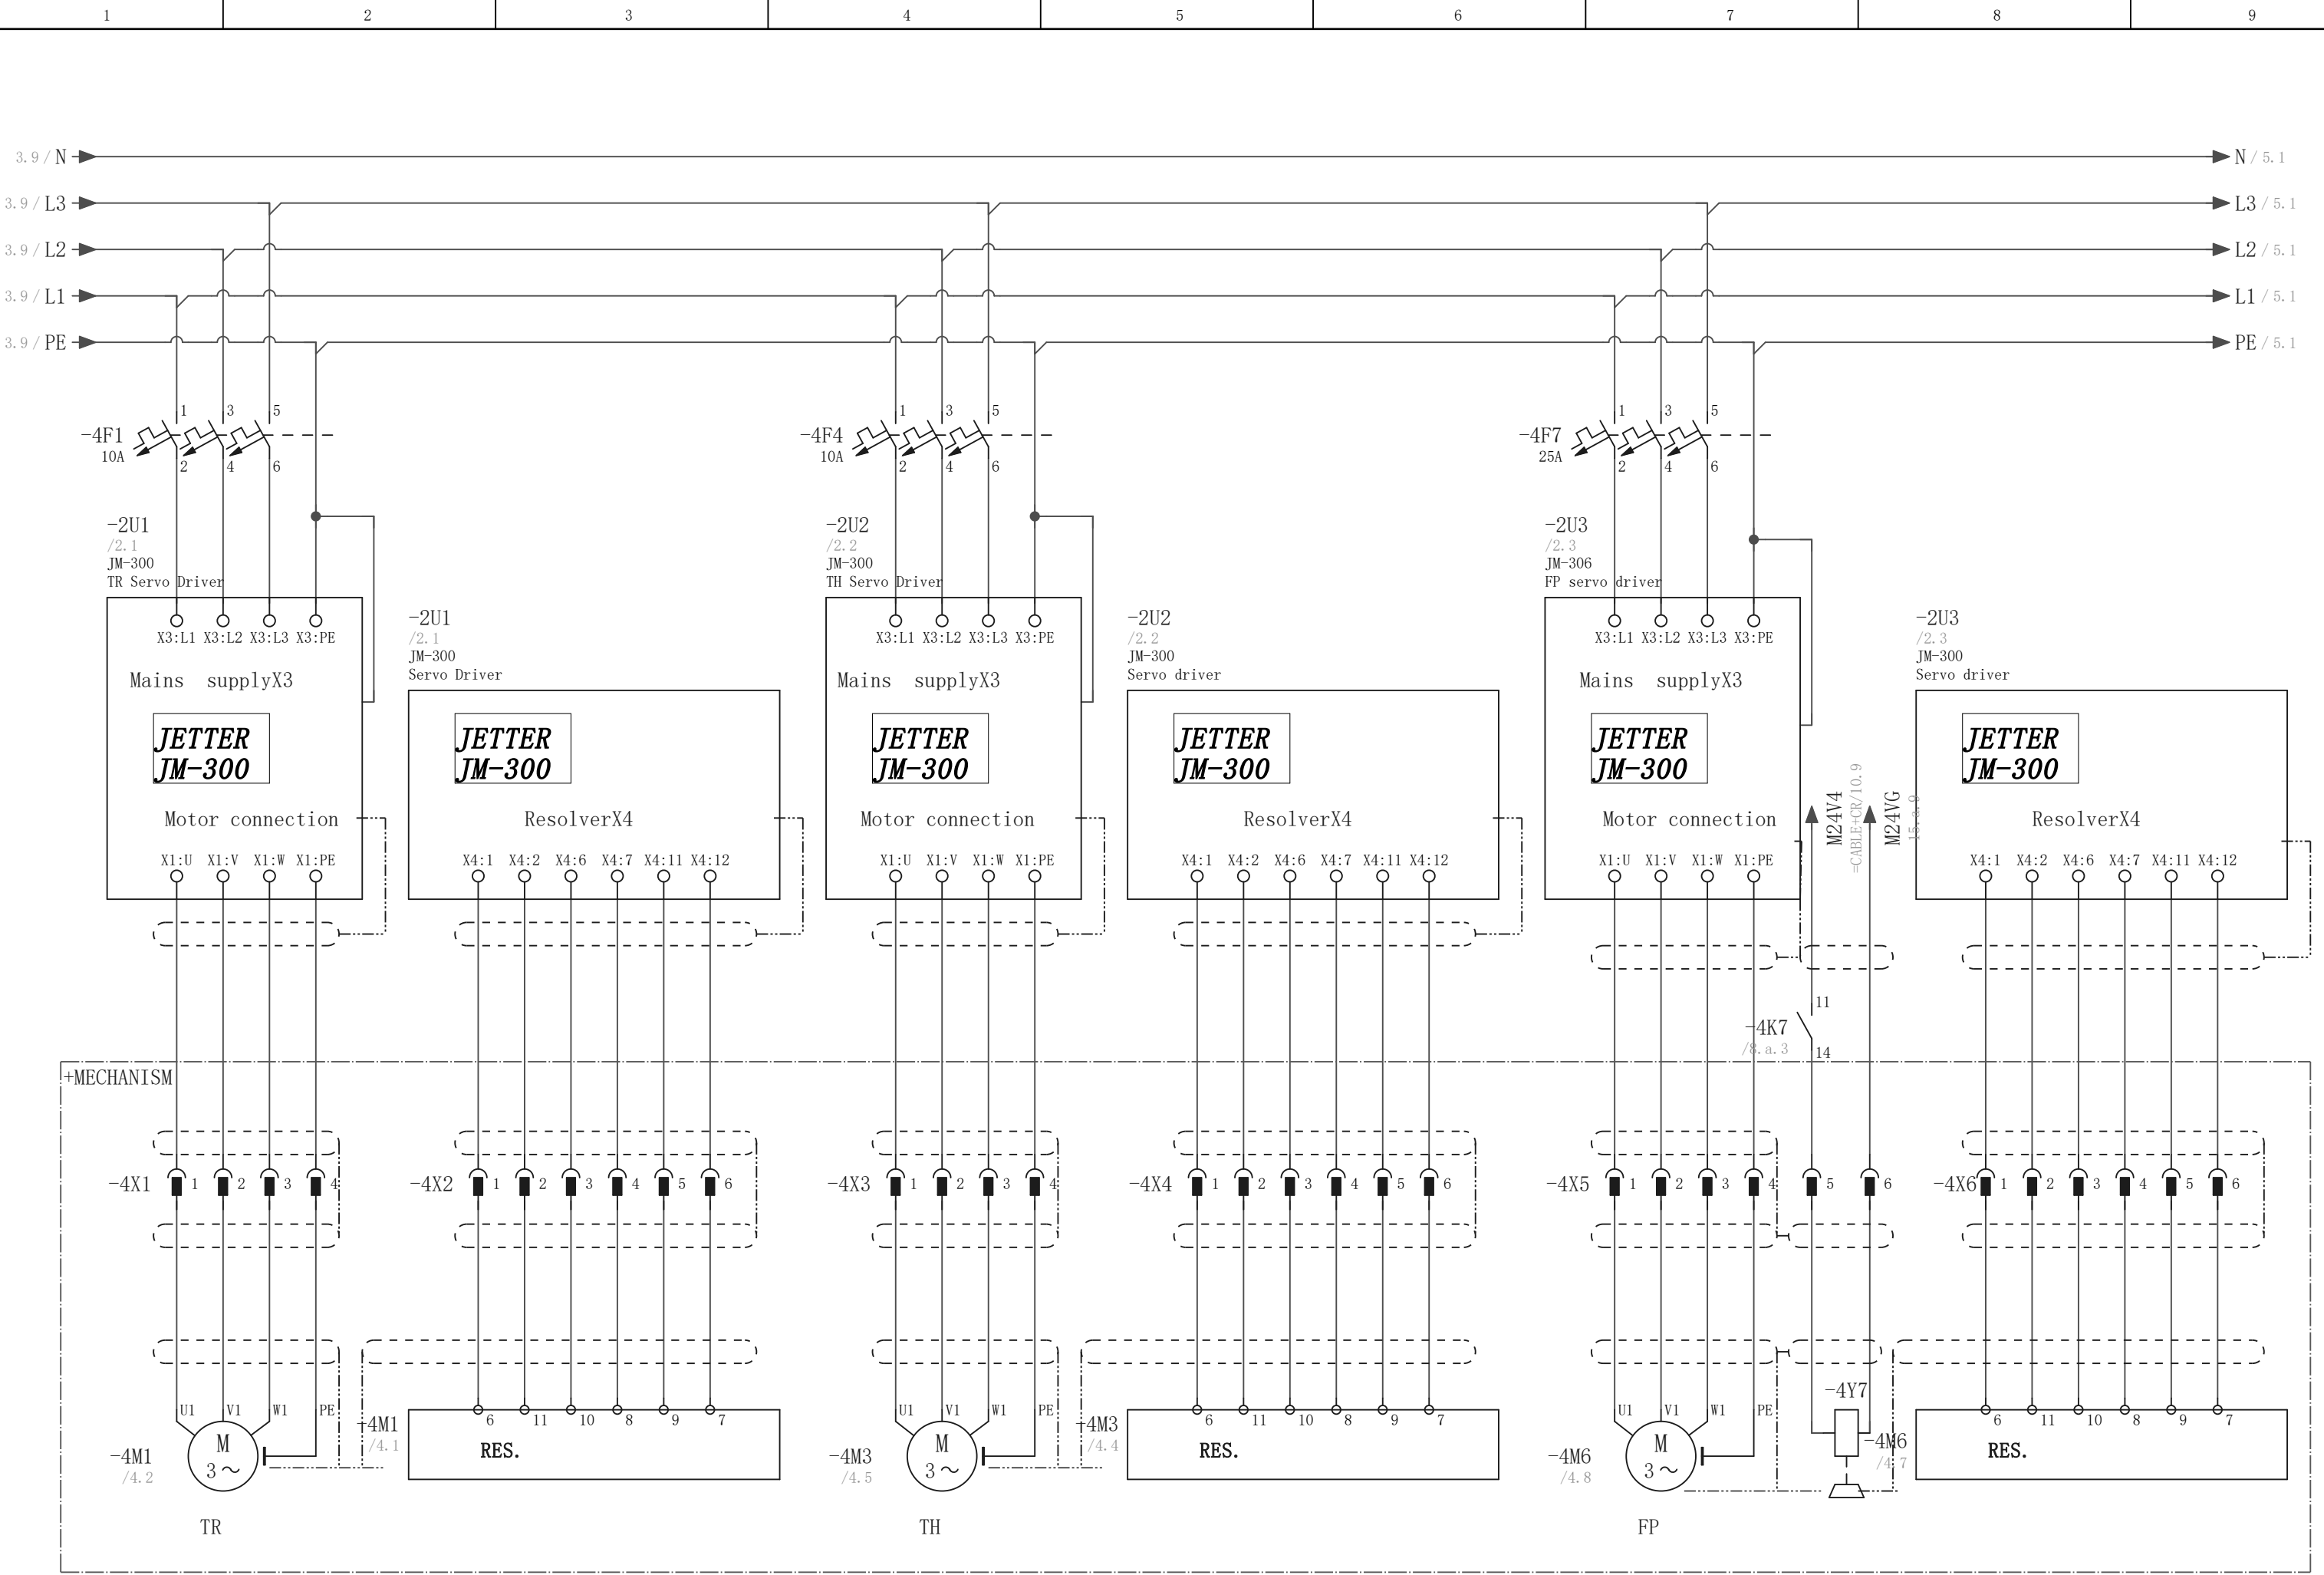 1 2 3 4 5 6 7 8 9
3.9 / N N / 5.1
3.9 / L3 L3 / 5.1
3.9 / L2 L2 / 5.1
3.9 / L1 L1 / 5.1
3.9 / PE PE / 5.1
1 3 5 1 3 5 1 3 5
-4F1 -4F4 -4F7
10A 10A 25A
2 4 6 2 4 6 2 4 6
-2U1 -2U2 -2U3
/2.1 /2.2 /2.3
JM-300 JM-300 JM-306
TR Servo Driver TH Servo Driver FP servo driver
-2U1 -2U2 -2U3
/2.1 /2.2 /2.3
JM-300 JM-300 JM-300
Servo Driver Servo driver Servo driver
X3:L1 X3:L2 X3:L3 X3:PE X3:L1 X3:L2 X3:L3 X3:PE X3:L1 X3:L2 X3:L3 X3:PE
Mains supplyX3 Mains supplyX3 Mains supplyX3
JETTER JETTER JETTER JETTER JETTER JETTER
JM-300 JM-300 JM-300 JM-300 JM-300 JM-300
M24V4
=CABLE+CR/10.9
M24VG
15.a.9
Motor connection ResolverX4 Motor connection ResolverX4 Motor connection ResolverX4
X1:U X1:V X1:W X1:PE X4:1 X4:2 X4:6 X4:7 X4:11 X4:12 X1:U X1:V X1:W X1:PE X4:1 X4:2 X4:6 X4:7 X4:11 X4:12 X1:U X1:V X1:W X1:PE X4:1 X4:2 X4:6 X4:7 X4:11 X4:12
11
-4K7
/8.a.3
14
+MECHANISM
-4X1 1 2 3 4 -4X2 1 2 3 4 5 6 -4X3 1 2 3 4 -4X4 1 2 3 4 5 6 -4X5 1 2 3 4 5 6 -4X6 1 2 3 4 5 6
-4Y7
U1 V1 W1 PE U1 V1 W1 PE U1 V1 W1 PE
6 11 10 8 9 7 6 11 10 8 9 7 6 11 10 8 9 7
-4M1 -4M3 -4M6
/4.1 /4.4 /4.7
M RES. M RES. M RES.
3～ 3～ 3～
-4M1 -4M3 -4M6
/4.2 /4.5 /4.8
TR TH FP